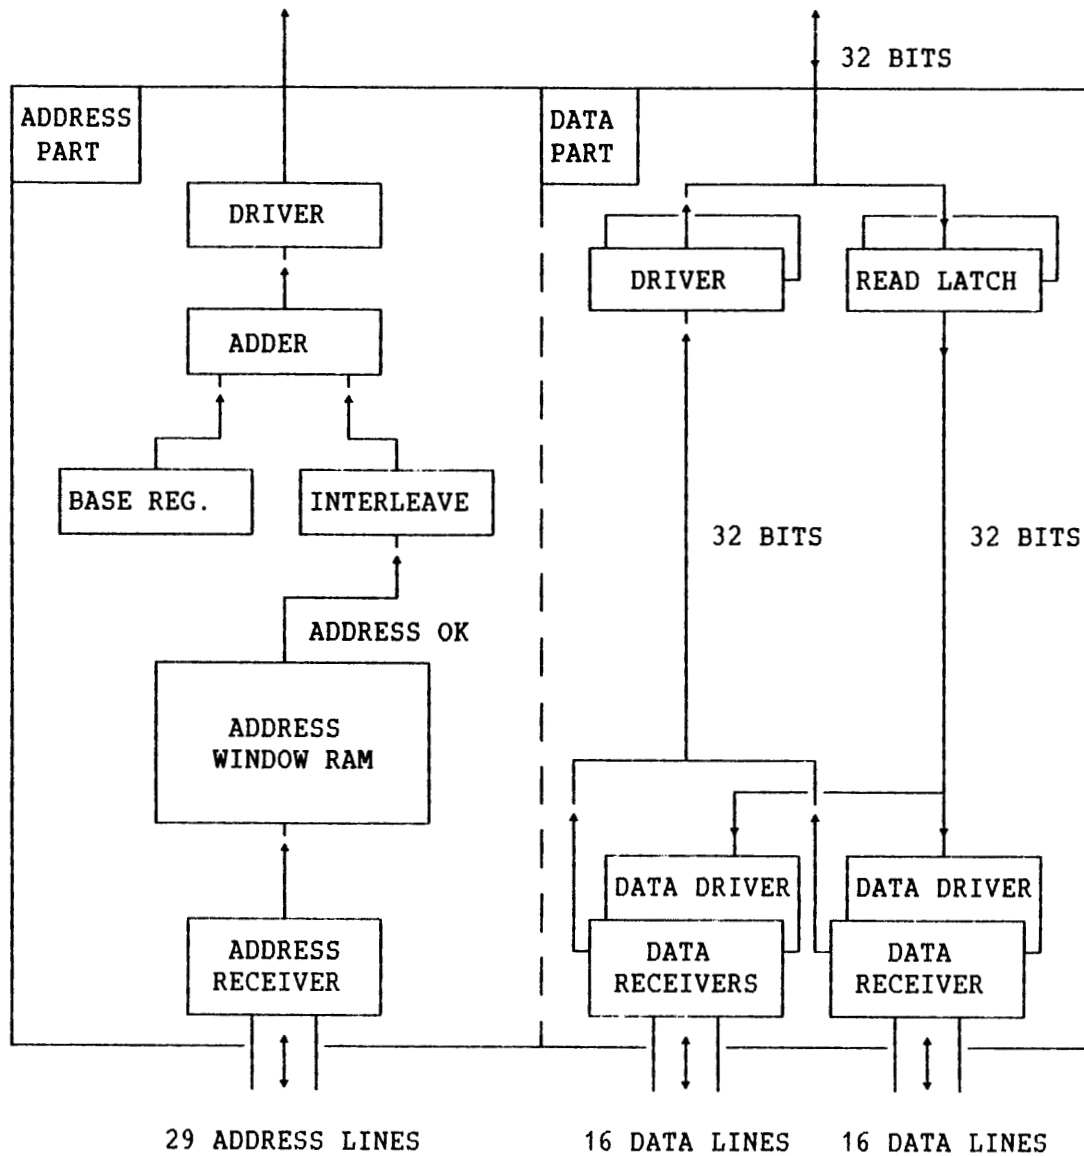 32 BITS
ADDRESS
PART
DATA
PART
DRIVER
DRIVER
READ LATCH
ADDER
BASE REG.
INTERLEAVE
32 BITS
32 BITS
ADDRESS OK
ADDRESS
WINDOW RAM
DATA DRIVER
DATA DRIVER
ADDRESS
RECEIVER
DATA
RECEIVERS
DATA
RECEIVER
29 ADDRESS LINES
16 DATA LINES
16 DATA LINES